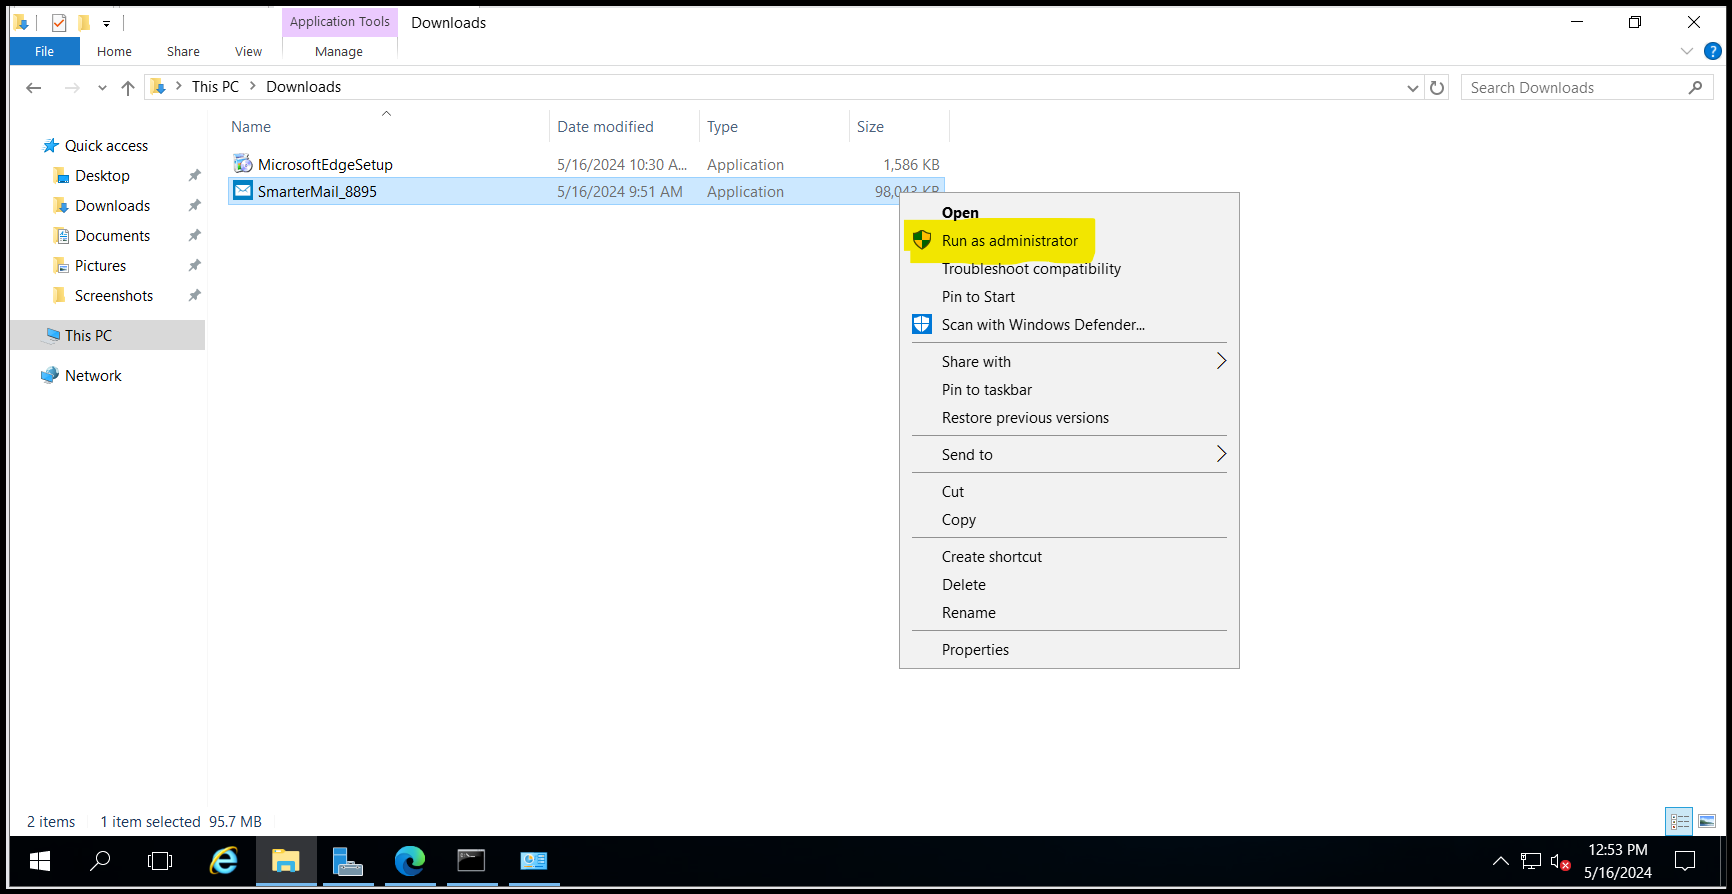 Application Tools
Downloads
File
Home
Share
View
Manage
This PC
Downloads
Search Downloads
Name
Date modified
Type
Size
Quick access
Desktop
Downloads
Documents
Pictures
Screenshots
This PC
Network
MicrosoftEdgeSetup 5/16/2024 10:30 A... Application 1,586 KB
SmarterMail_8895 5/16/2024 9:51 AM Application 98,043 KB
Open
Run as administrator
Troubleshoot compatibility
Pin to Start
Scan with Windows Defender...
Share with
Pin to taskbar
Restore previous versions
Send to
Cut
Copy
Create shortcut
Delete
Rename
Properties
2 items
1 item selected 95.7 MB
12:53 PM
5/16/2024